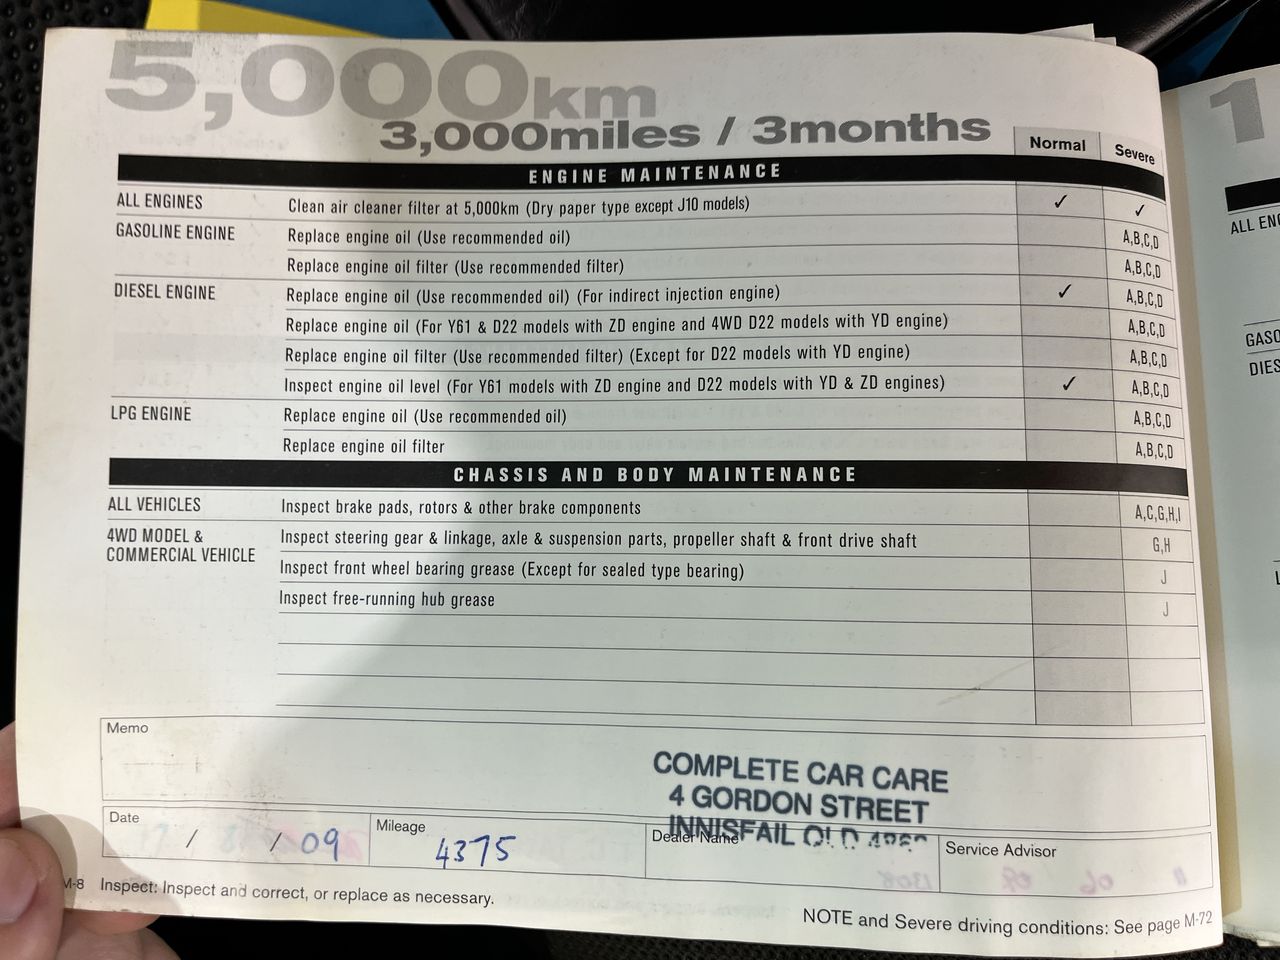 5,000km
3,000miles / 3months
Normal Severe
ENGINE MAINTENANCE
ALL ENGINES Clean air cleaner filter at 5,000km (Dry paper type except J10 models) ✓ ✓
GASOLINE ENGINE Replace engine oil (Use recommended oil) A,B,C,D
Replace engine oil filter (Use recommended filter) A,B,C,D
DIESEL ENGINE Replace engine oil (Use recommended oil) (For indirect injection engine) ✓ A,B,C,D
Replace engine oil (For Y61 & D22 models with ZD engine and 4WD D22 models with YD engine) A,B,C,D
Replace engine oil filter (Use recommended filter) (Except for D22 models with YD engine) A,B,C,D
Inspect engine oil level (For Y61 models with ZD engine and D22 models with YD & ZD engines) ✓ A,B,C,D
LPG ENGINE Replace engine oil (Use recommended oil) A,B,C,D
Replace engine oil filter A,B,C,D
CHASSIS AND BODY MAINTENANCE
ALL VEHICLES Inspect brake pads, rotors & other brake components A,C,G,H,I
4WD MODEL & Inspect steering gear & linkage, axle & suspension parts, propeller shaft & front drive shaft G,H
COMMERCIAL VEHICLE
Inspect front wheel bearing grease (Except for sealed type bearing) J
Inspect free-running hub grease J
Memo
COMPLETE CAR CARE
4 GORDON STREET
INNISFAIL QLD
Date / / 09 Mileage 4375 Dealer Name Service Advisor
M-8 Inspect: Inspect and correct, or replace as necessary.
NOTE and Severe driving conditions: See page M-72
1
ALL